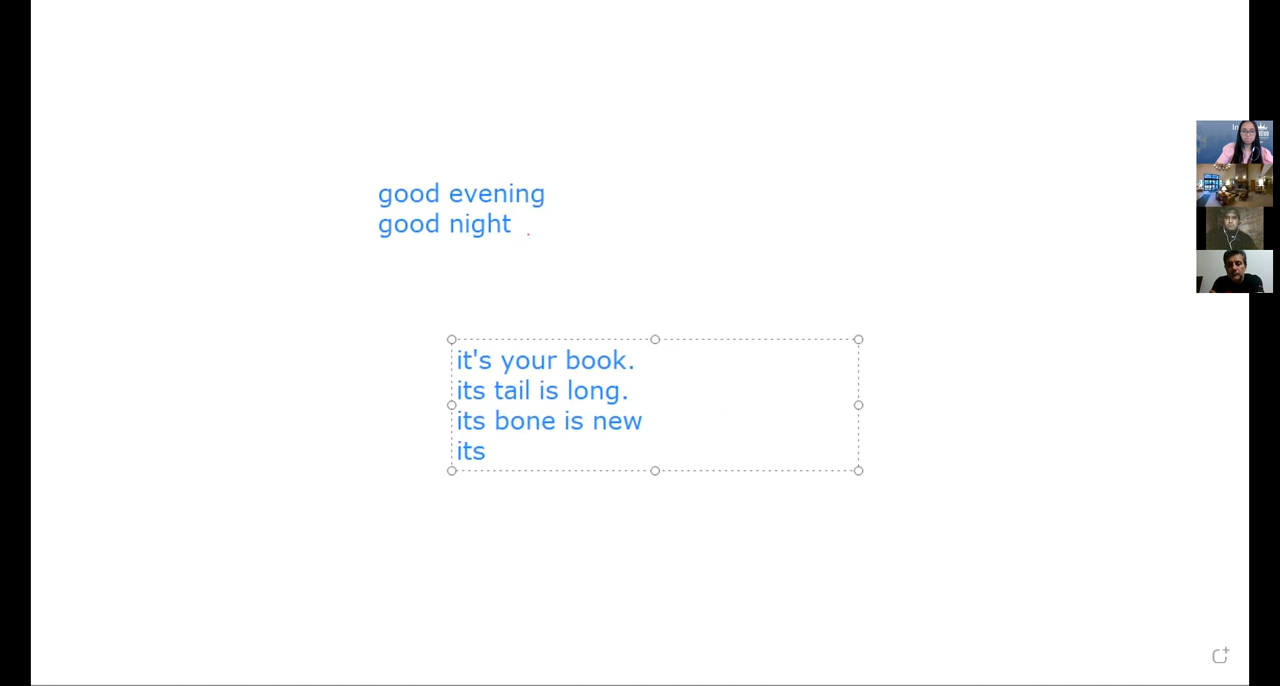 good evening
good night
it's your book.
its tail is long.
its bone is new
its